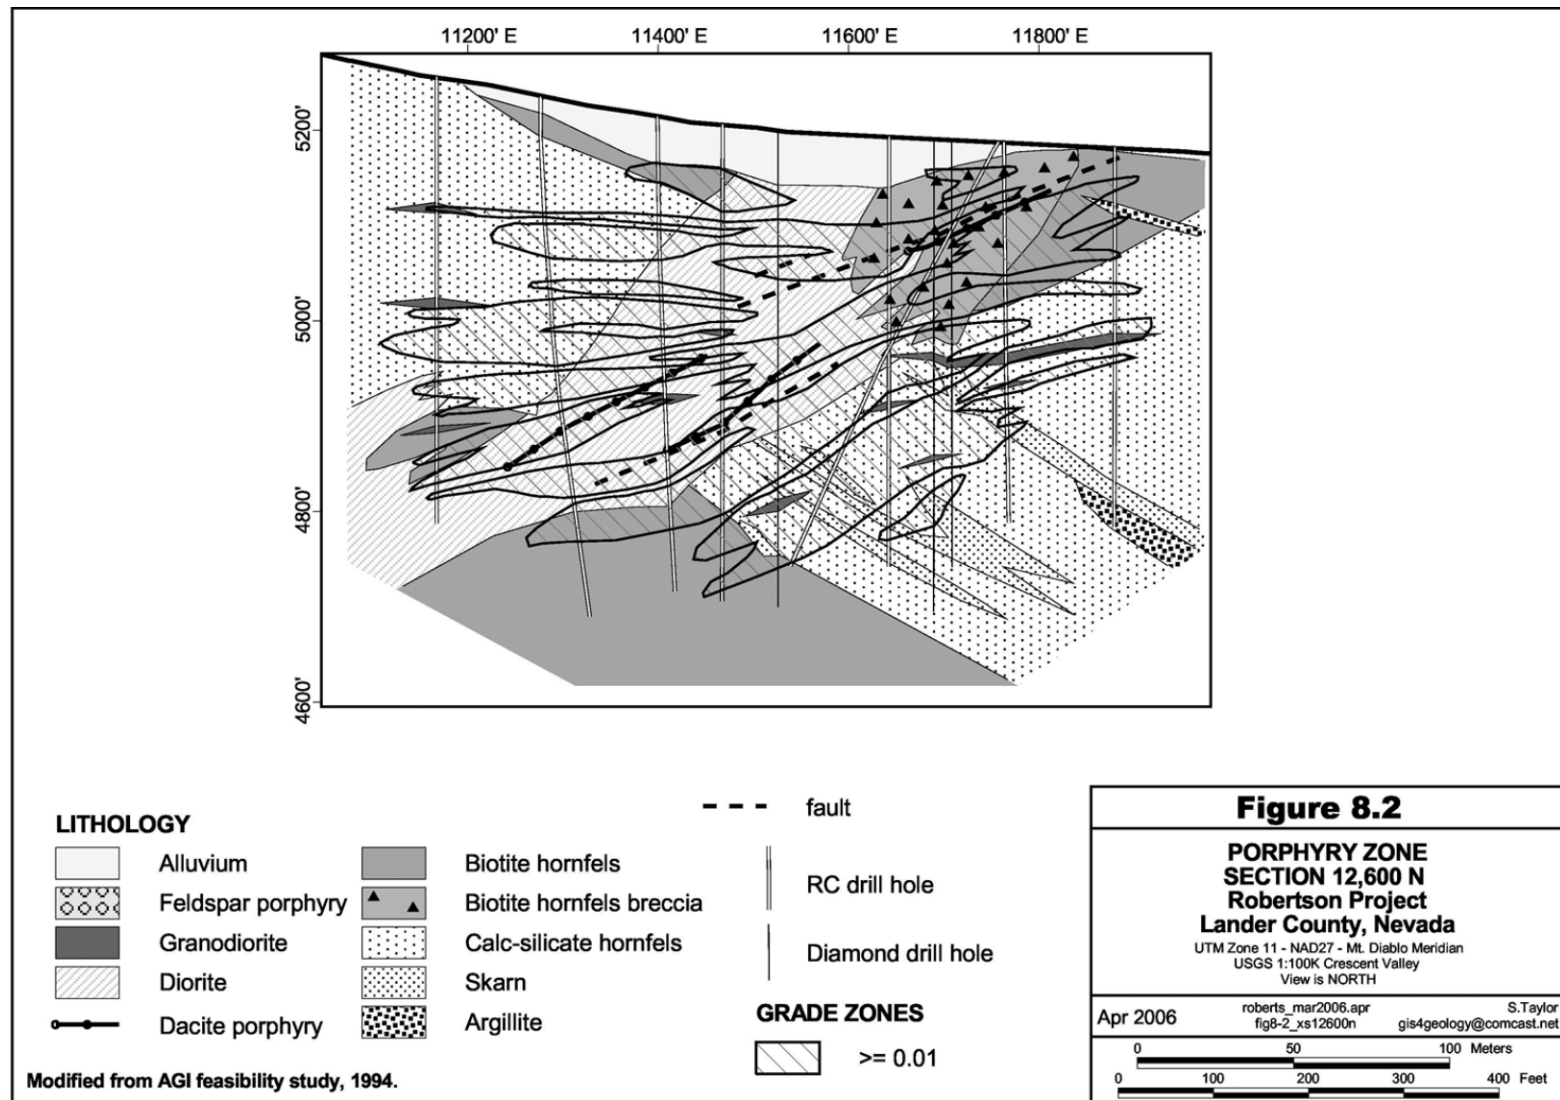 11200' E 11400' E 11600' E 11800' E
5200'
5000'
4800'
4600'
LITHOLOGY
Alluvium
Feldspar porphyry
Granodiorite
Diorite
Dacite porphyry
Biotite hornfels
Biotite hornfels breccia
Calc-silicate hornfels
Skarn
Argillite
fault
RC drill hole
Diamond drill hole
GRADE ZONES
>= 0.01
Modified from AGI feasibility study, 1994.
Figure 8.2
PORPHYRY ZONE
SECTION 12,600 N
Robertson Project
Lander County, Nevada
UTM Zone 11 - NAD27 - Mt. Diablo Meridian
USGS 1:100K Crescent Valley
View is NORTH
Apr 2006
roberts_mar2006.apr
fig8-2_xs12600n
S.Taylor
gis4geology@comcast.net
0 50 100 Meters
0 100 200 300 400 Feet